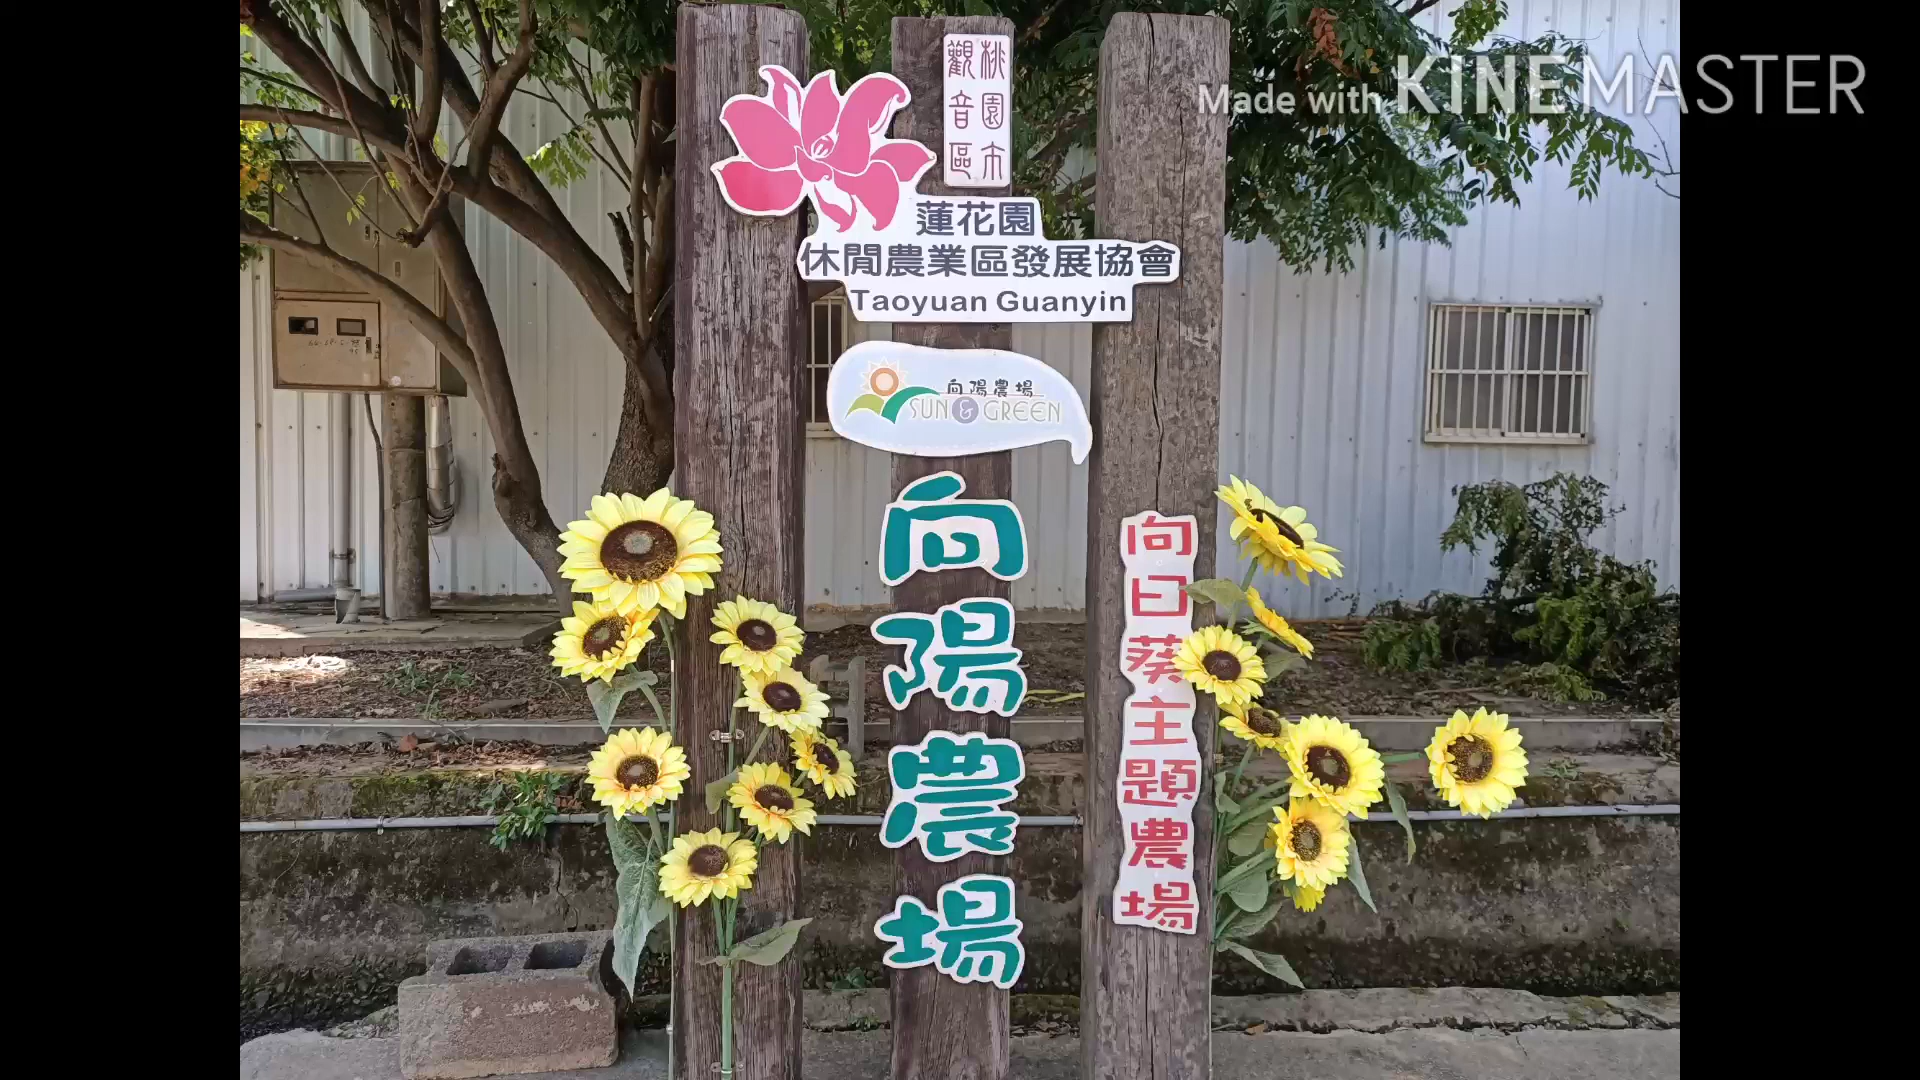 桃園市
觀音區
Made with KINEMASTER
蓮花園
休閒農業區發展協會
Taoyuan Guanyin
向陽農場
SUN & GREEN
向陽農場
向日葵主題農場